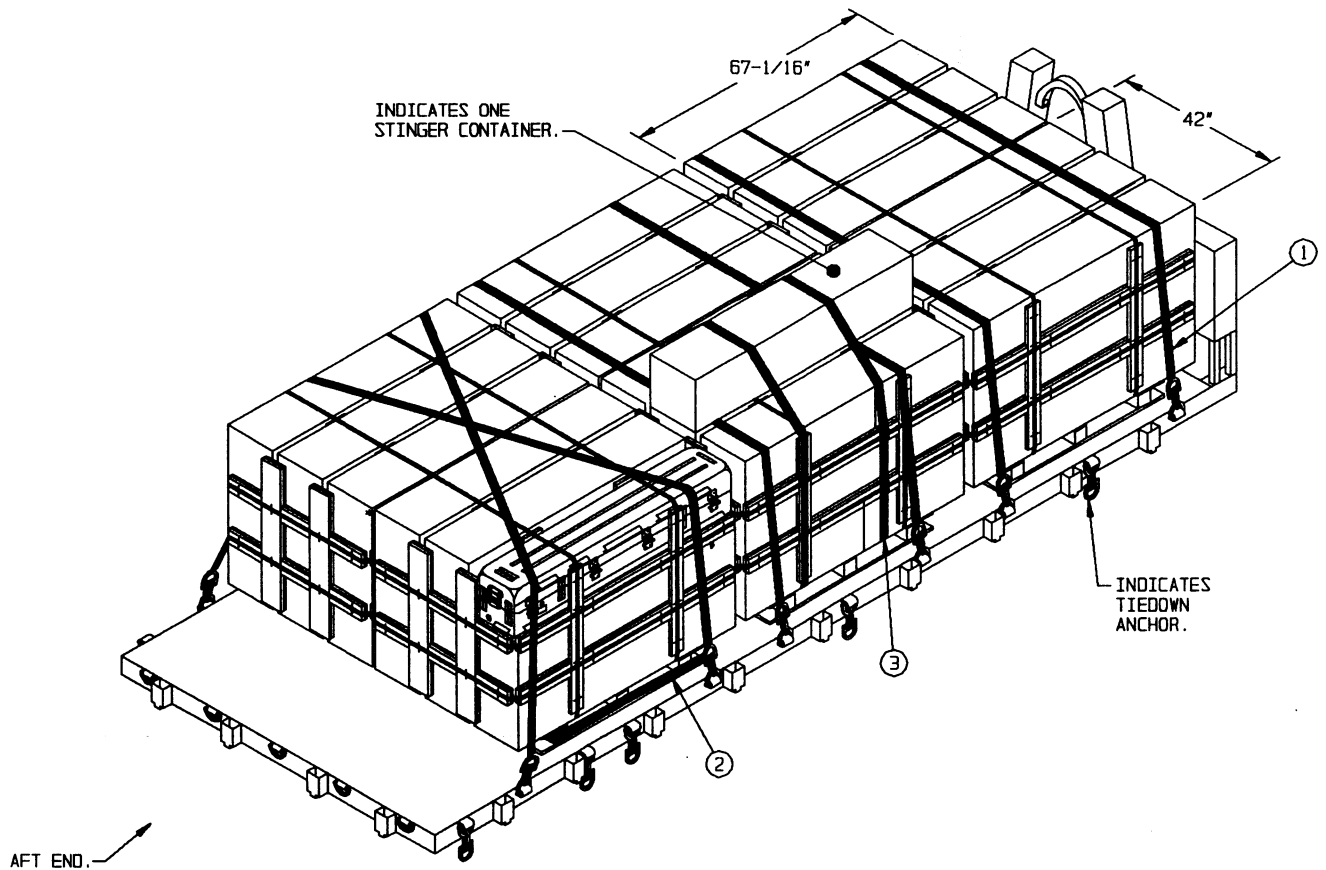 67-1/16"
42"
INDICATES ONE
STINGER CONTAINER.
1
INDICATES
TIEDOWN
ANCHOR.
3
2
AFT END.